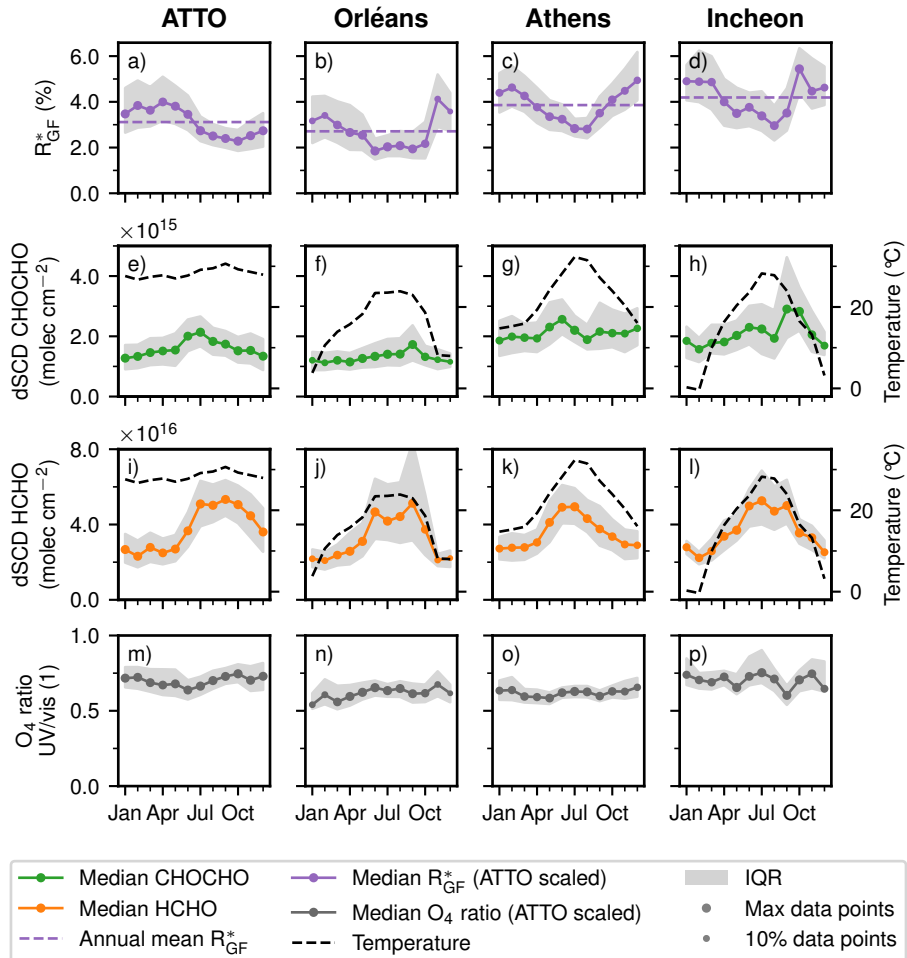 ATTO Orléans Athens Incheon
a) b) c) d)
R*GF (%)
6.0
4.0
2.0
0.0
× 10^15
e) f) g) h)
dSCD CHOCHO
(molec cm−2)
4.0
2.0
0.0
Temperature (°C)
20
0
× 10^16
i) j) k) l)
dSCD HCHO
(molec cm−2)
8.0
4.0
0.0
Temperature (°C)
20
0
m) n) o) p)
O4 ratio
UV/vis (1)
1.0
0.5
0.0
Jan Apr Jul Oct Jan Apr Jul Oct Jan Apr Jul Oct Jan Apr Jul Oct
Median CHOCHO
Median HCHO
Annual mean R*GF
Median R*GF (ATTO scaled)
Median O4 ratio (ATTO scaled)
Temperature
IQR
Max data points
10% data points